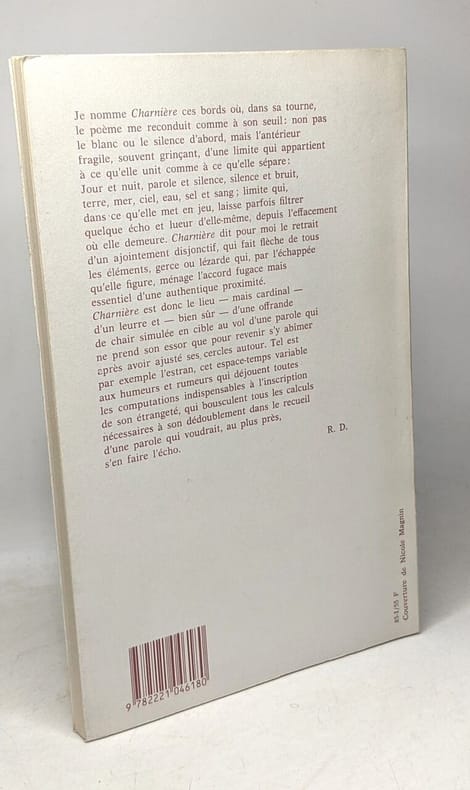 Je nomme Charnière ces bords où, dans sa tourne,
le poème me reconduit comme à son seuil : non pas
le blanc ou le silence d'abord, mais l'antérieur
fragile, souvent grinçant, d'une limite qui appartient
à ce qu'elle unit comme à ce qu'elle sépare :
Jour et nuit, parole et silence, silence et bruit,
terre, mer, ciel, eau, sel et sang ; limite qui,
dans ce qu'elle met en jeu, laisse parfois filtrer
quelque écho et lueur d'elle-même, depuis l'effacement
où elle demeure. Charnière dit pour moi le retrait
d'un ajointement disjonctif, qui fait flèche de tous
les éléments, gerce ou lézarde qui, par l'échappée
qu'elle figure, ménage l'accord fugace mais
essentiel d'une authentique proximité.
Charnière est donc le lieu — mais cardinal —
d'un leurre et — bien sûr — d'une offrande
de chair simulée en cible au vol d'une parole qui
ne prend son essor que pour revenir s'y abîmer
après avoir ajusté ses cercles autour. Tel est
par exemple l'estran, cet espace-temps variable
aux humeurs et rumeurs qui déjouent toutes
les computations indispensables à l'inscription
de son étrangeté, qui bousculent tous les calculs
nécessaires à son dédoublement dans le recueil
d'une parole qui voudrait, au plus près,
s'en faire l'écho.
R. D.
85-1/55 F
Couverture de Nicole Magnin
9 782221 046180